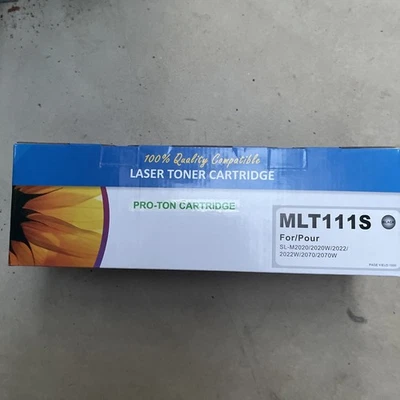 100% Quality Compatible
LASER TONER CARTRIDGE
PRO-TON CARTRIDGE
MLT111S
For/Pour
SL-M2020/2020W/2022/
2022W/2070/2070W